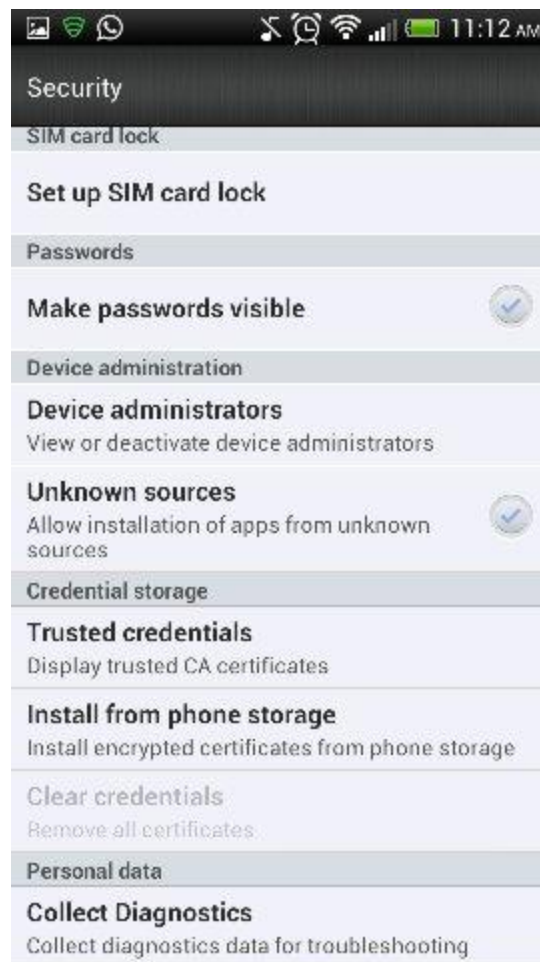 11:12 AM
Security
SIM card lock
Set up SIM card lock
Passwords
Make passwords visible
Device administration
Device administrators
View or deactivate device administrators
Unknown sources
Allow installation of apps from unknown
sources
Credential storage
Trusted credentials
Display trusted CA certificates
Install from phone storage
Install encrypted certificates from phone storage
Clear credentials
Remove all certificates
Personal data
Collect Diagnostics
Collect diagnostics data for troubleshooting